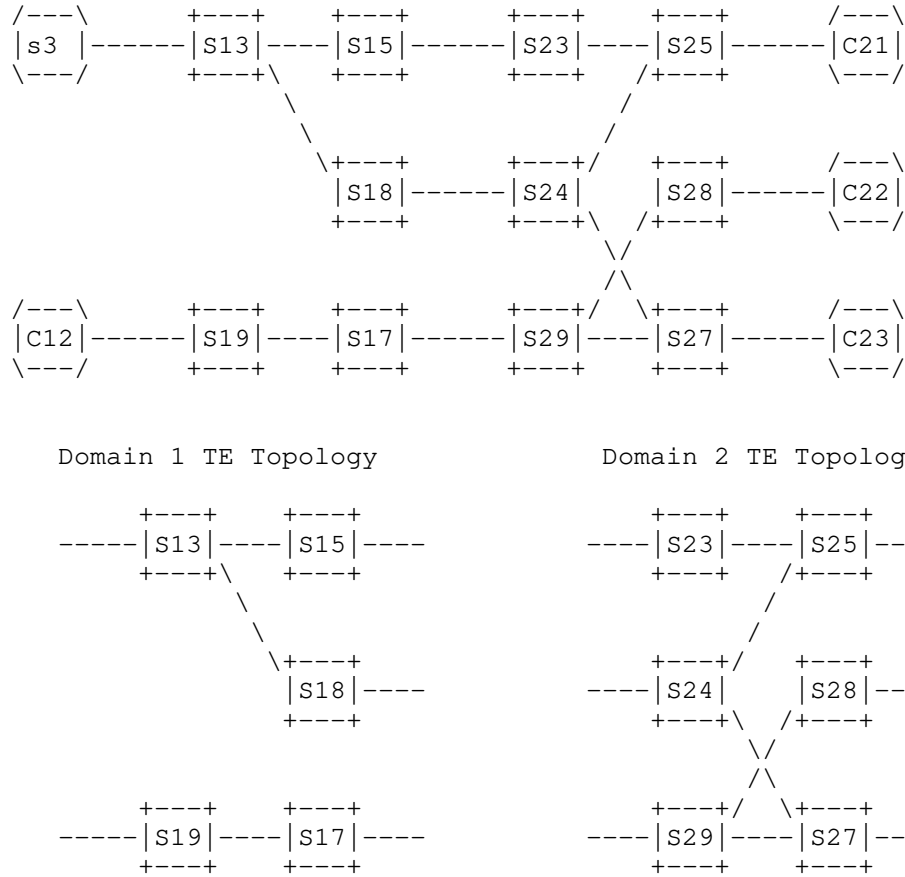 s3 S13 S15 S23 S25 C21
S18 S24 S28 C22
C12 S19 S17 S29 S27 C23
Domain 1 TE Topology Domain 2 TE Topolog
S13 S15 S23 S25
S18 S24 S28
S19 S17 S29 S27